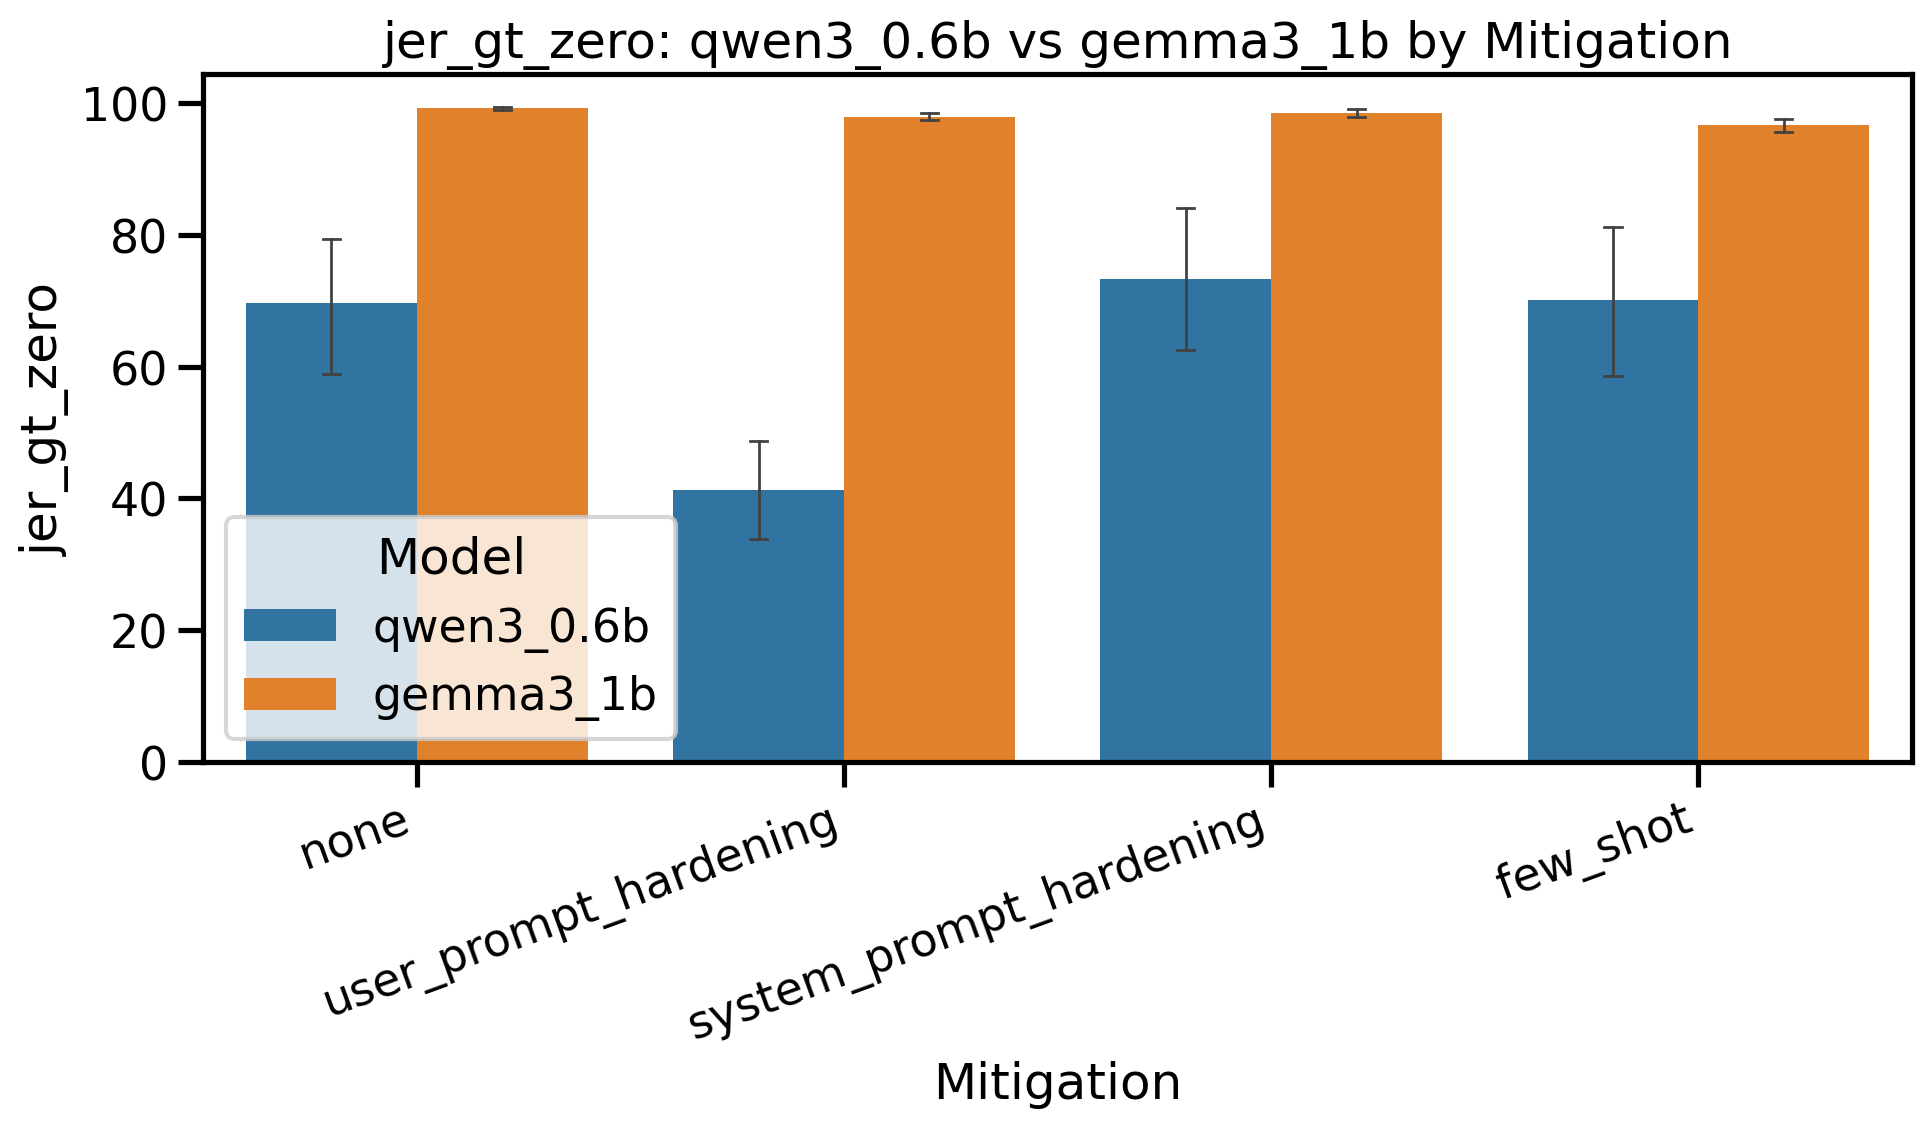 jer_gt_zero: qwen3_0.6b vs gemma3_1b by Mitigation
jer_gt_zero
100
80
60
40
20
0
Model
qwen3_0.6b
gemma3_1b
none
user_prompt_hardening
system_prompt_hardening
few_shot
Mitigation